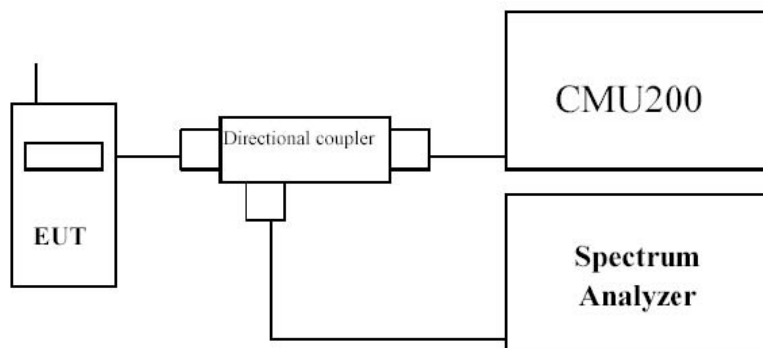 CMU200
Directional coupler
EUT
Spectrum
Analyzer